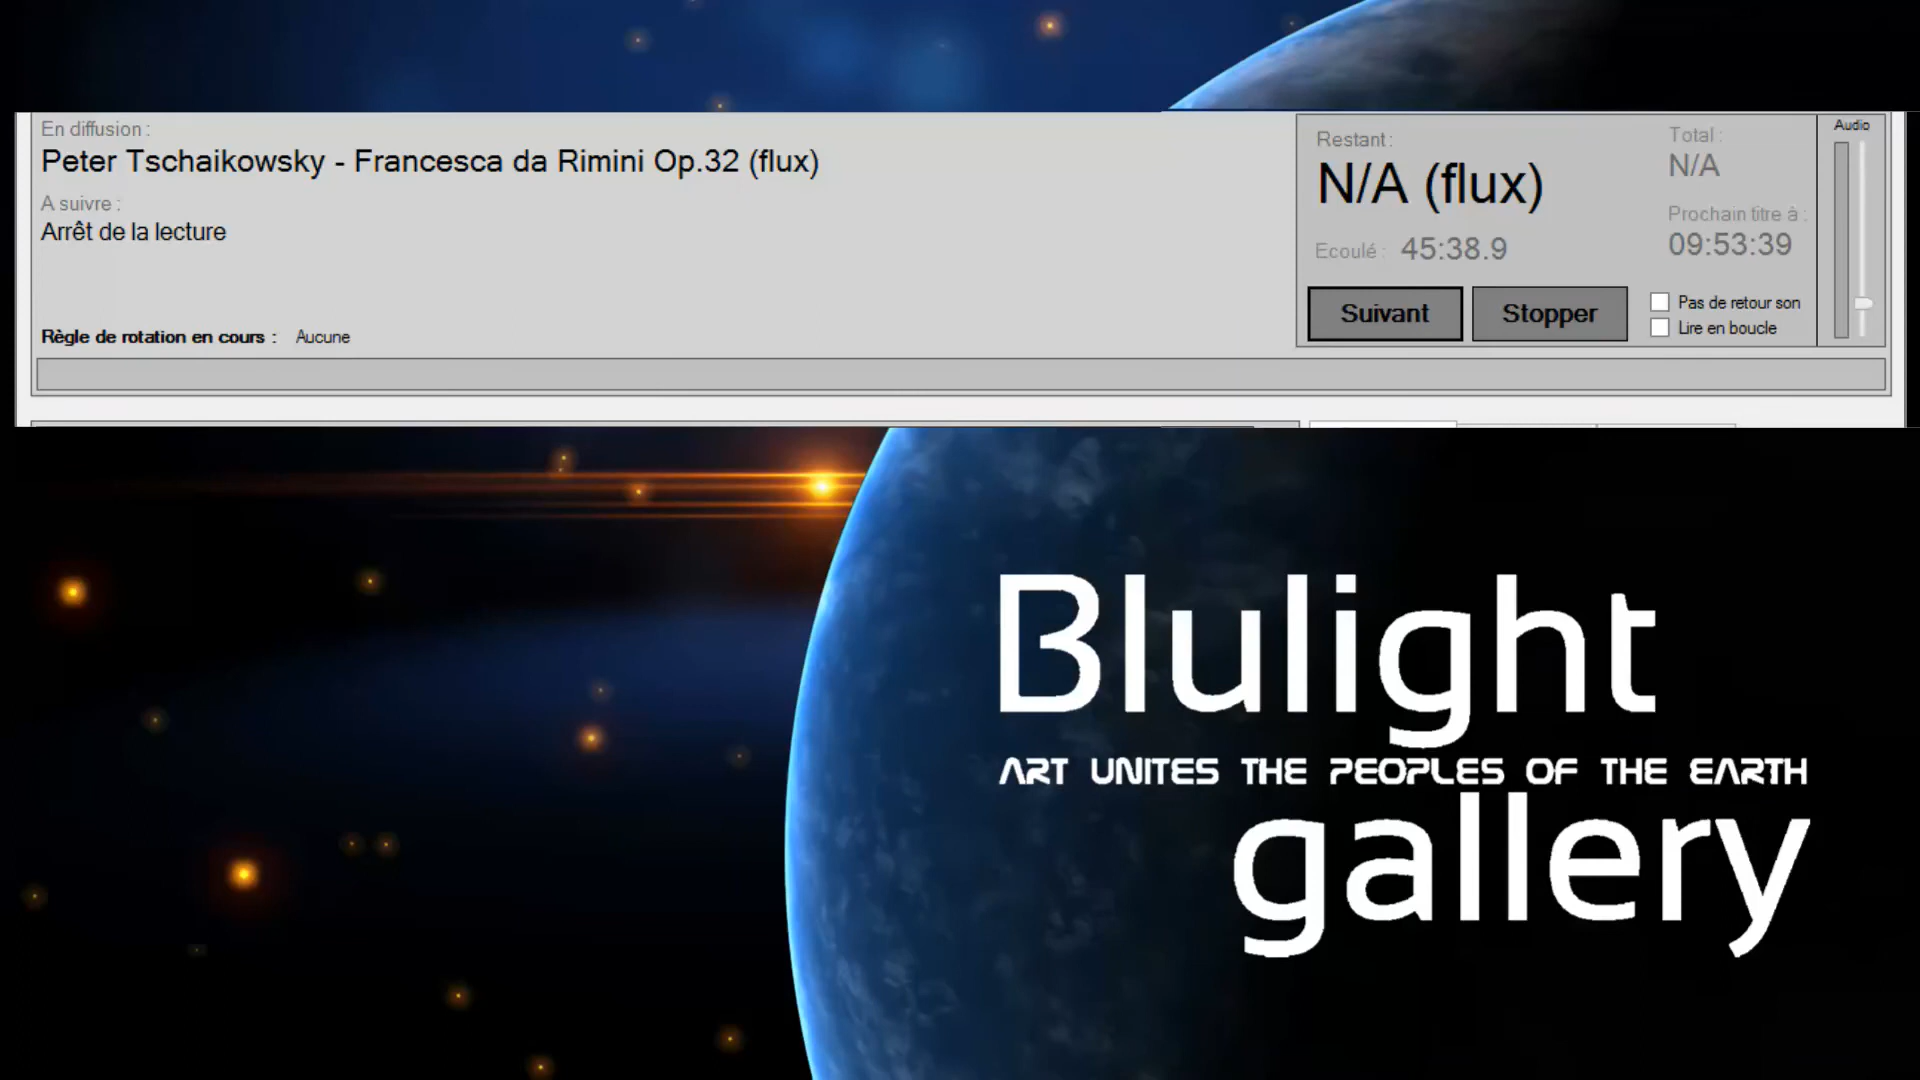 En diffusion :
Peter Tschaikowsky - Francesca da Rimini Op.32 (flux)
A suivre :
Arrêt de la lecture
Règle de rotation en cours : Aucune
Restant :
N/A (flux)
Ecoulé : 45:38.9
Total :
N/A
Prochain titre à :
09:53:39
Suivant
Stopper
Pas de retour son
Lire en boucle
Audio
Blulight
ART UNITES THE PEOPLES OF THE EARTH
gallery